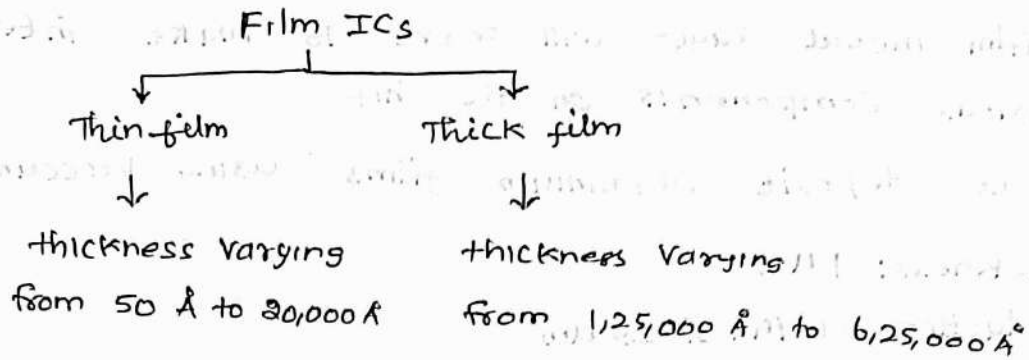 Film ICs
Thin film
Thick film
thickness varying
from 50 Å to 20,000 Å
thickness varying
from 1,25,000 Å to 6,25,000 Å